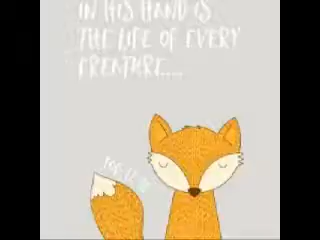 IN HIS HAND IS
THE LIFE OF EVERY
CREATURE....